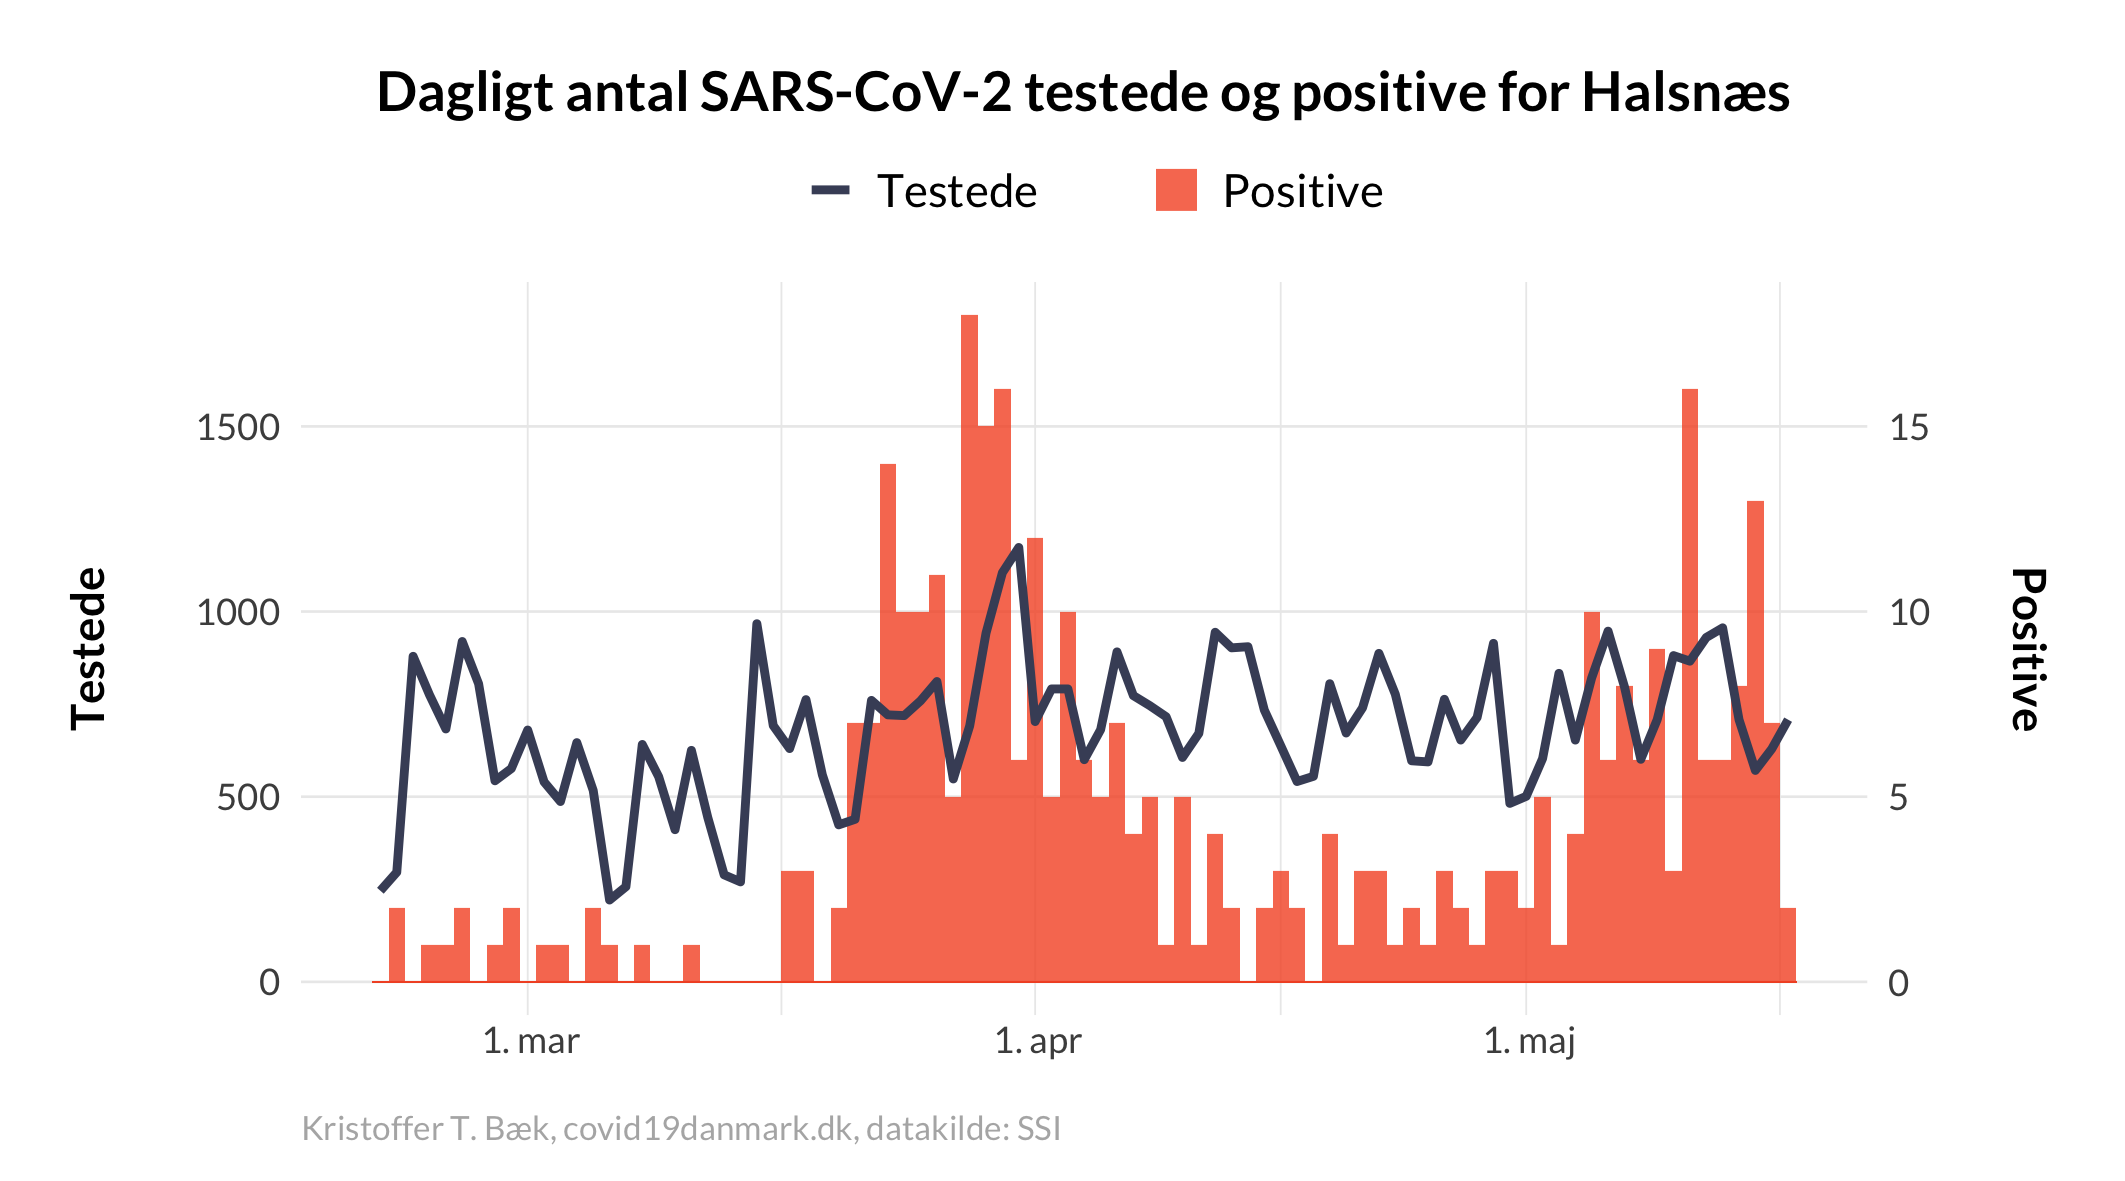 Dagligt antal SARS-CoV-2 testede og positive for Halsnæs
Testede Positive
1500 15
1000 10
500 5
0 0
Testede
Positive
1. mar 1. apr 1. maj
Kristoffer T. Bæk, covid19danmark.dk, datakilde: SSI